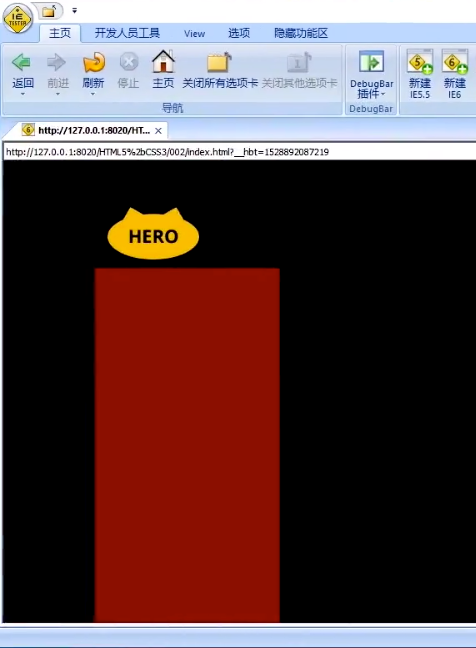 IE
TESTER
主页 开发人员工具 View 选项 隐藏功能区
返回 前进 刷新 停止 主页 关闭所有选项卡 关闭其他选项卡 DebugBar 插件 新建 IE5.5 新建 IE6
导航 DebugBar
6 http://127.0.0.1:8020/HT...
http://127.0.0.1:8020/HTML5%2bCSS3/002/index.html?__hbt=1528892087219
HERO